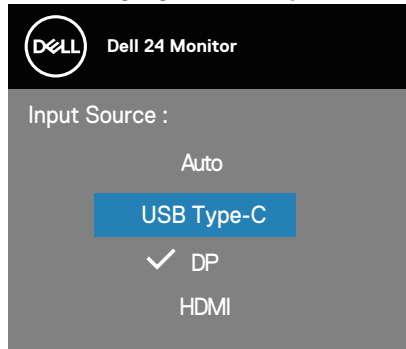 DELL Dell 24 Monitor
Input Source :
Auto
USB Type-C
DP
HDMI